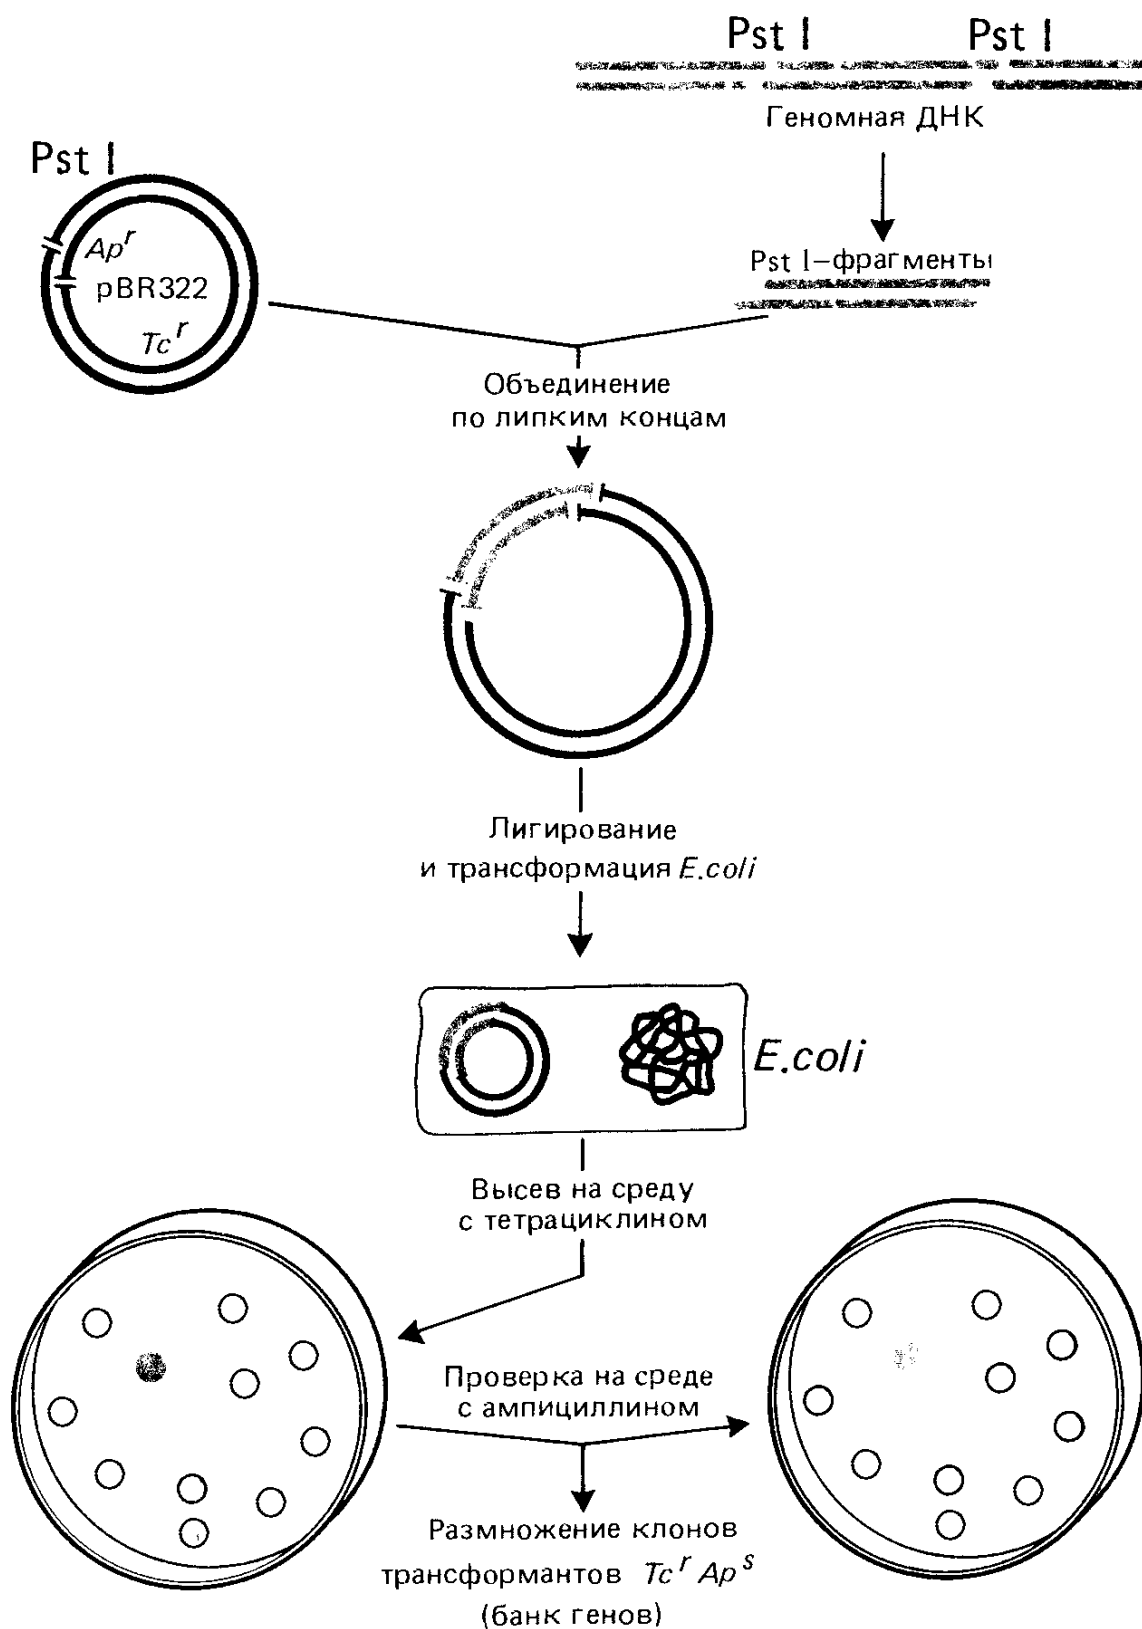 Pst I Pst I
Геномная ДНК
Pst I
Ap^r
pBR322
Tc^r
Pst I-фрагменты
Объединение
по липким концам
Лигирование
и трансформация E.coli
E.coli
Высев на среду
с тетрациклином
Проверка на среде
с ампициллином
Размножение клонов
трансформантов Tc^r Ap^s
(банк генов)